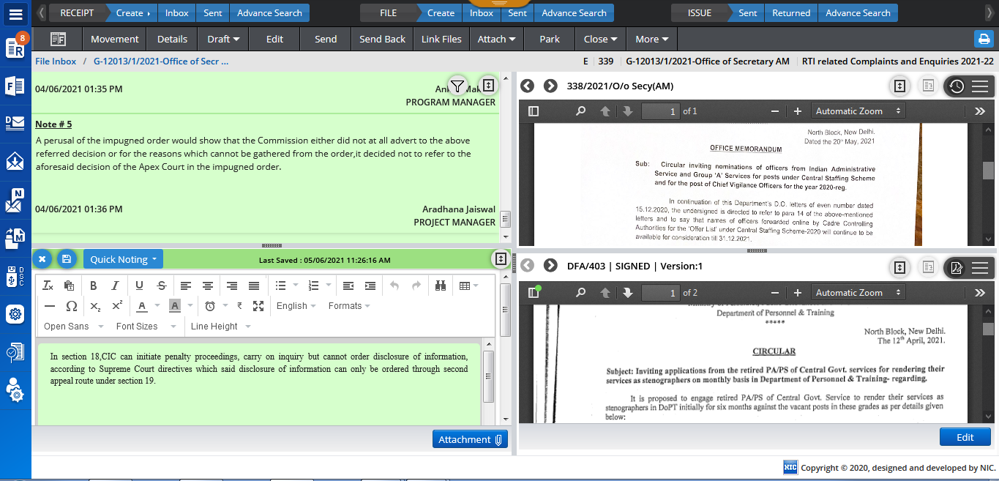 RECEIPT Create Inbox Sent Advance Search FILE Create Inbox Sent Advance Search ISSUE Sent Returned Advance Search
8
Movement Details Draft Edit Send Send Back Link Files Attach Park Close More
File Inbox / G-12013/1/2021-Office of Secr ...
E 339 G-12013/1/2021-Office of Secretary AM RTI related Complaints and Enquiries 2021-22
04/06/2021 01:35 PM
PROGRAM MANAGER
Note # 5
A perusal of the impugned order would show that the Commission either did not at all advert to the above
referred decision or for the reasons which cannot be gathered from the order,it decided not to refer to the
aforesaid decision of the Apex Court in the impugned order.
04/06/2021 01:36 PM Aradhana Jaiswal
PROJECT MANAGER
Quick Noting Last Saved : 05/06/2021 11:26:16 AM
English Formats
Open Sans Font Sizes Line Height
In section 18,CIC can initiate penalty proceedings, carry on inquiry but cannot order disclosure of information,
according to Supreme Court directives which said disclosure of information can only be ordered through second
appeal route under section 19.
Attachment
338/2021/O/o Secy(AM)
1 of 1 Automatic Zoom
North Block, New Delhi.
Dated the 20th May, 2021
OFFICE MEMORANDUM
Sub: Circular inviting nominations of officers from Indian Administrative
Service and Group 'A' Services for posts under Central Staffing Scheme
and for the post of Chief Vigilance Officers for the year 2020-reg.
In continuation of this Department's D.O. letters of even number dated
15.12.2020, the undersigned is directed to refer to para 14 of the above-mentioned
letters and to say that names of officers forwarded online by Cadre Controlling
Authorities for the 'Offer List' under Central Staffing Scheme-2020 will continue to be
available for consideration till 31.12.2021.
DFA/403 | SIGNED | Version:1
1 of 2 Automatic Zoom
Department of Personnel & Training
*****
North Block, New Delhi.
The 12th April, 2021.
CIRCULAR
Subject: Inviting applications from the retired PA/PS of Central Govt. services for rendering their
services as stenographers on monthly basis in Department of Personnel & Training- regarding.
It is proposed to engage retired PA/PS of Central Govt. Service to render their services as
stenographers in DoPT initially for six months against the vacant posts in these grades as per details given
below:
Edit
NIC Copyright © 2020, designed and developed by NIC.